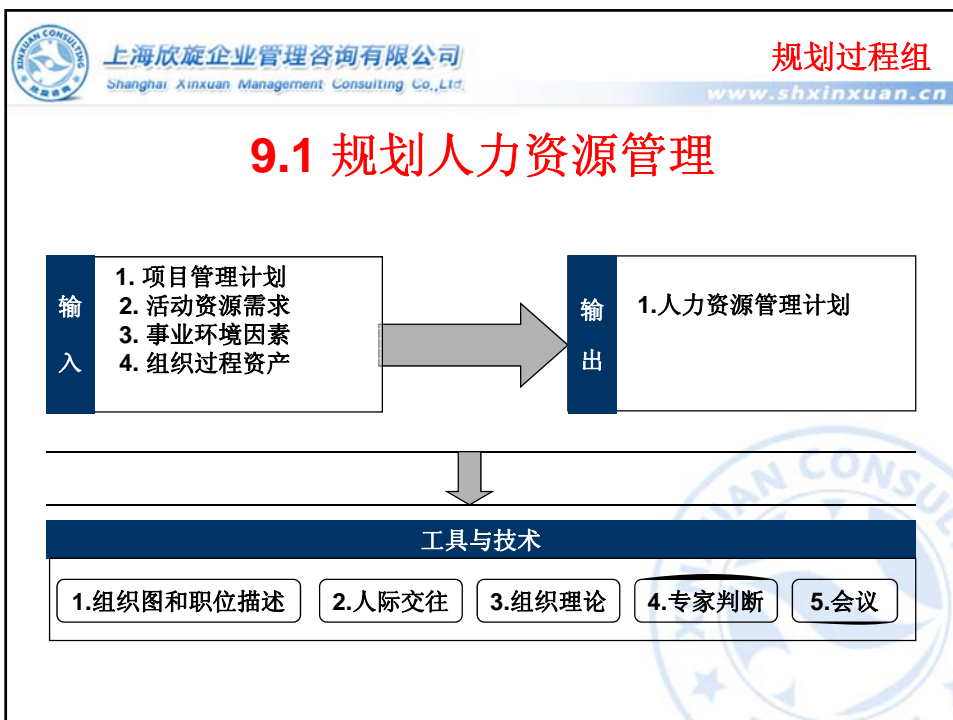 上海欣旋企业管理咨询有限公司
Shanghai Xinxuan Management Consulting Co.,Ltd.
规划过程组
www.shxinxuan.cn
9.1 规划人力资源管理
输入
1. 项目管理计划
2. 活动资源需求
3. 事业环境因素
4. 组织过程资产
输出
1.人力资源管理计划
工具与技术
1.组织图和职位描述
2.人际交往
3.组织理论
4.专家判断
5.会议